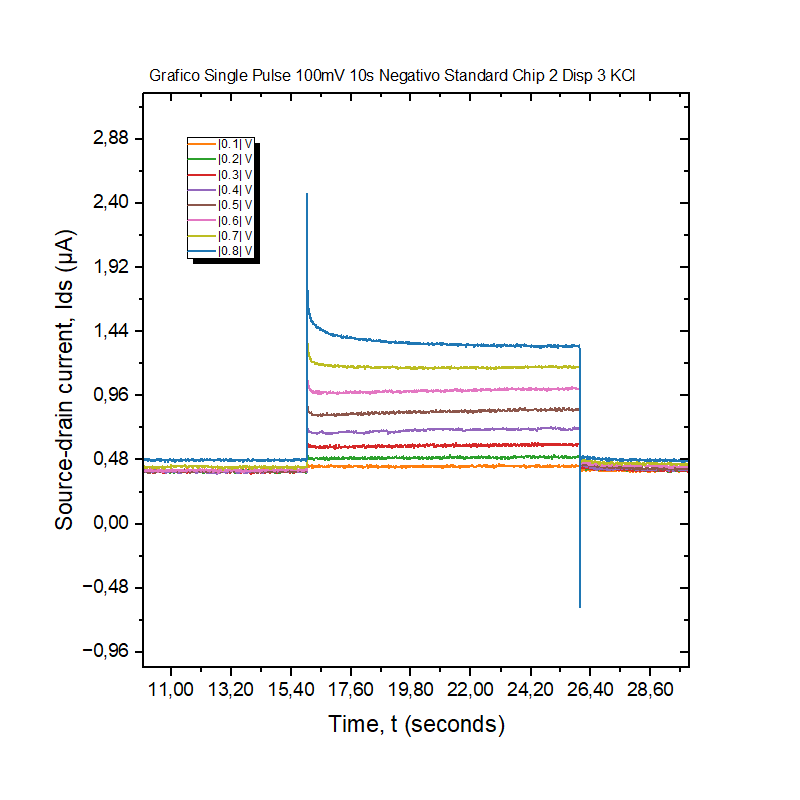 Grafico Single Pulse 100mV 10s Negativo Standard Chip 2 Disp 3 KCl
2,88
2,40
1,92
1,44
0,96
0,48
0,00
−0,48
−0,96
Source-drain current, Ids (µA)
|0.1| V
|0.2| V
|0.3| V
|0.4| V
|0.5| V
|0.6| V
|0.7| V
|0.8| V
11,00 13,20 15,40 17,60 19,80 22,00 24,20 26,40 28,60
Time, t (seconds)